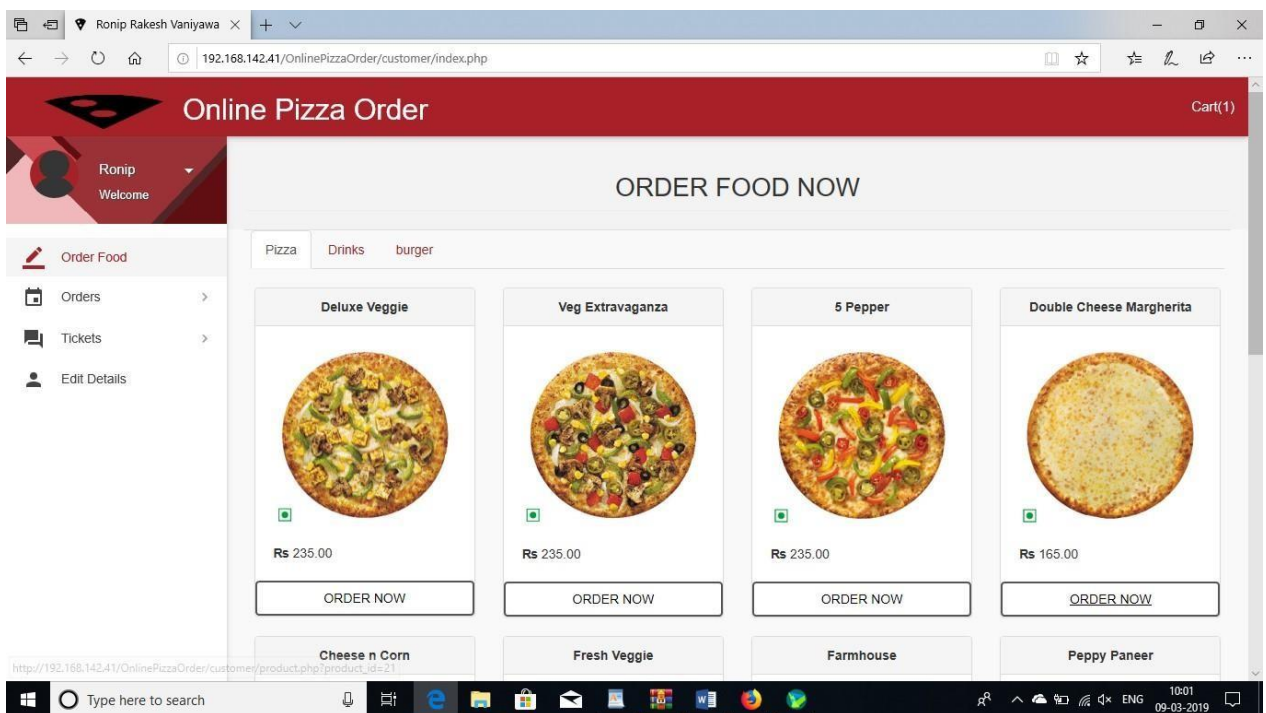 Ronip Rakesh Vaniyawa
192.168.142.41/OnlinePizzaOrder/customer/index.php
Online Pizza Order
Cart(1)
Ronip
Welcome
ORDER FOOD NOW
Order Food
Orders
Tickets
Edit Details
Pizza Drinks burger
Deluxe Veggie Veg Extravaganza 5 Pepper Double Cheese Margherita
Rs 235.00 Rs 235.00 Rs 235.00 Rs 165.00
ORDER NOW ORDER NOW ORDER NOW ORDER NOW
Cheese n Corn Fresh Veggie Farmhouse Peppy Paneer
http://192.168.142.41/OnlinePizzaOrder/customer/product.php?product_id=21
Type here to search
ENG
10:01
09-03-2019